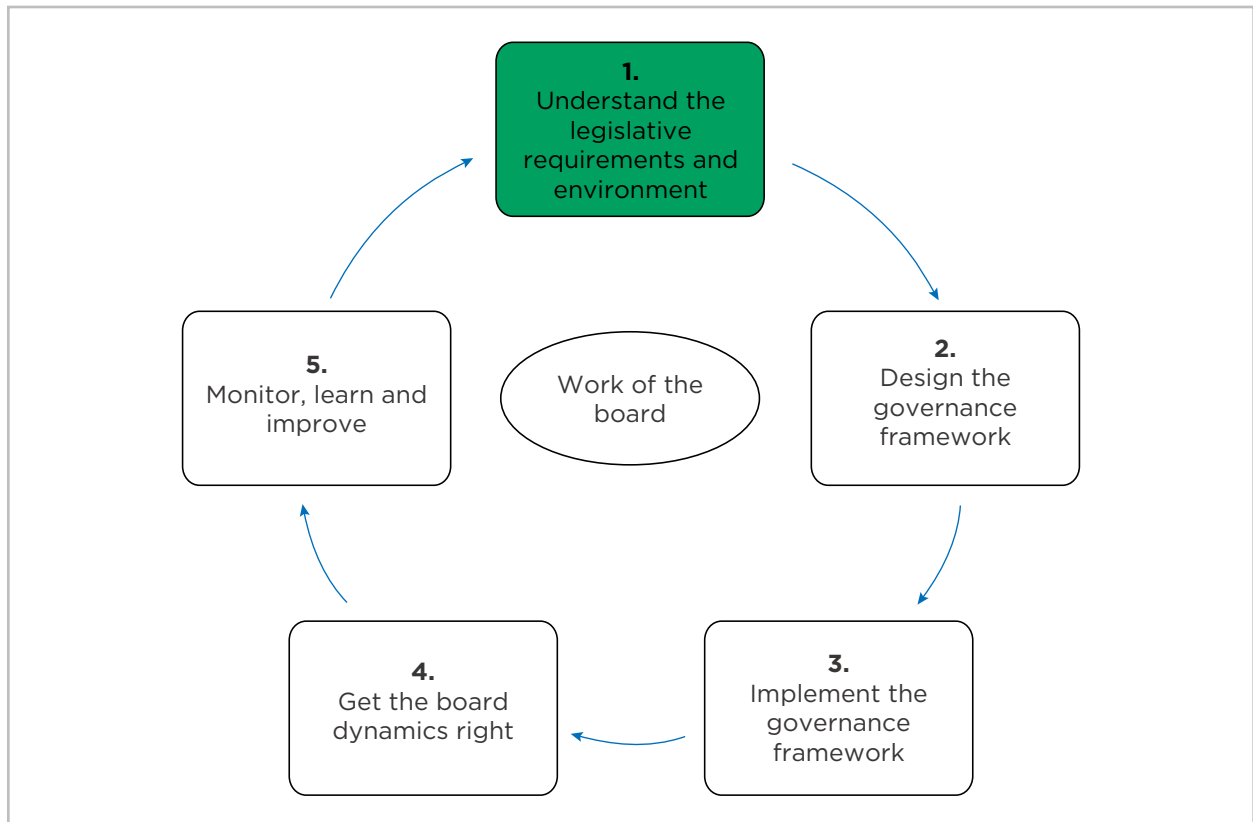 1.
Understand the
legislative
requirements and
environment
2.
Design the
governance
framework
3.
Implement the
governance
framework
4.
Get the board
dynamics right
5.
Monitor, learn and
improve
Work of the
board